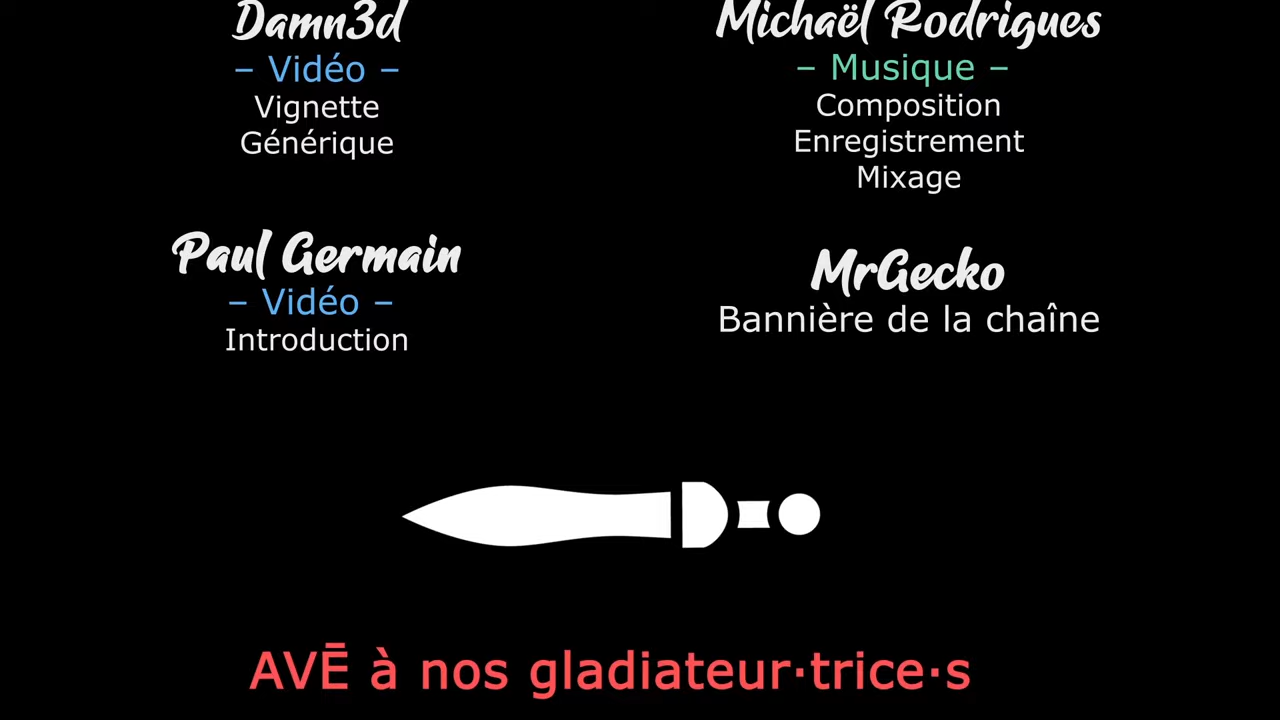 Damn3d
– Vidéo –
Vignette
Générique
Michaël Rodrigues
– Musique –
Composition
Enregistrement
Mixage
Paul Germain
– Vidéo –
Introduction
MrGecko
Bannière de la chaîne
AVĒ à nos gladiateur·trice·s